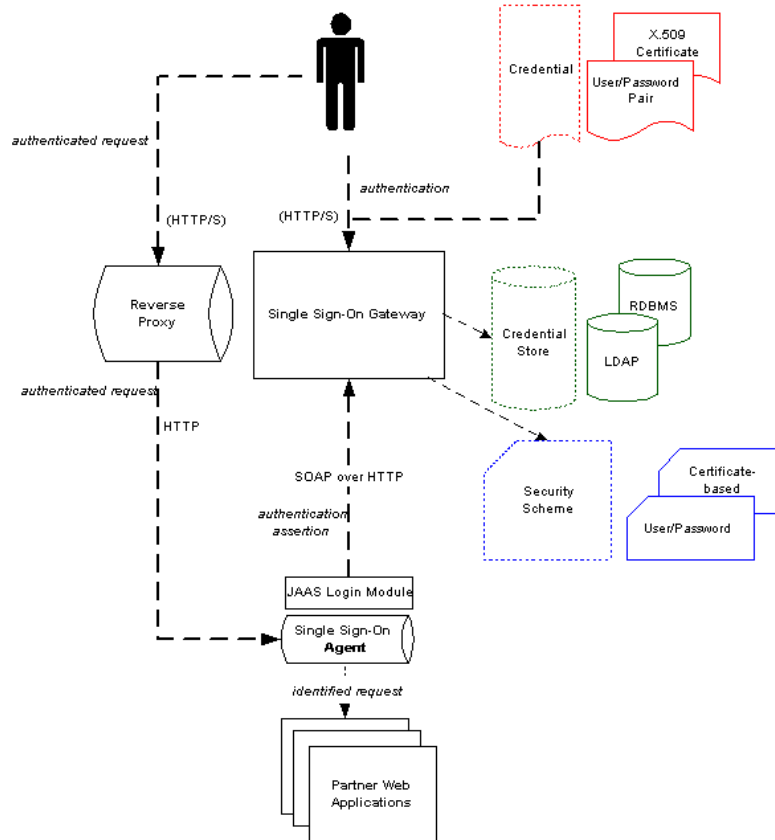 X.509
Certificate
Credential
User/Password
Pair
authenticated request
authentication
(HTTP/S)
(HTTP/S)
Reverse
Proxy
Single Sign-On Gateway
Credential
Store
RDBMS
LDAP
authenticated request
HTTP
SOAP over HTTP
authentication
assertion
Security
Scheme
Certificate-
based
User/Password
JAAS Login Module
Single Sign-On
Agent
identified request
Partner Web
Applications